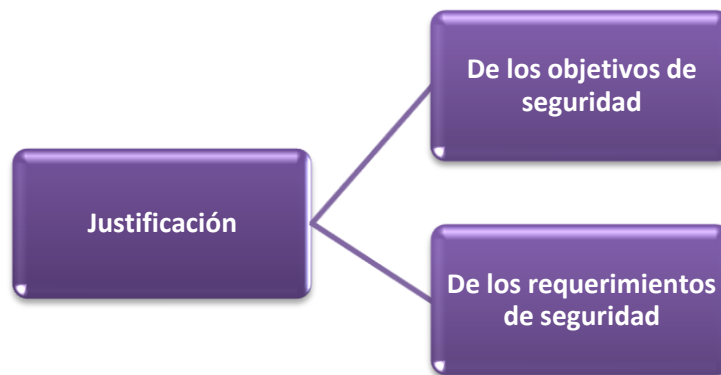 De los objetivos de
seguridad
Justificación
De los requerimientos
de seguridad